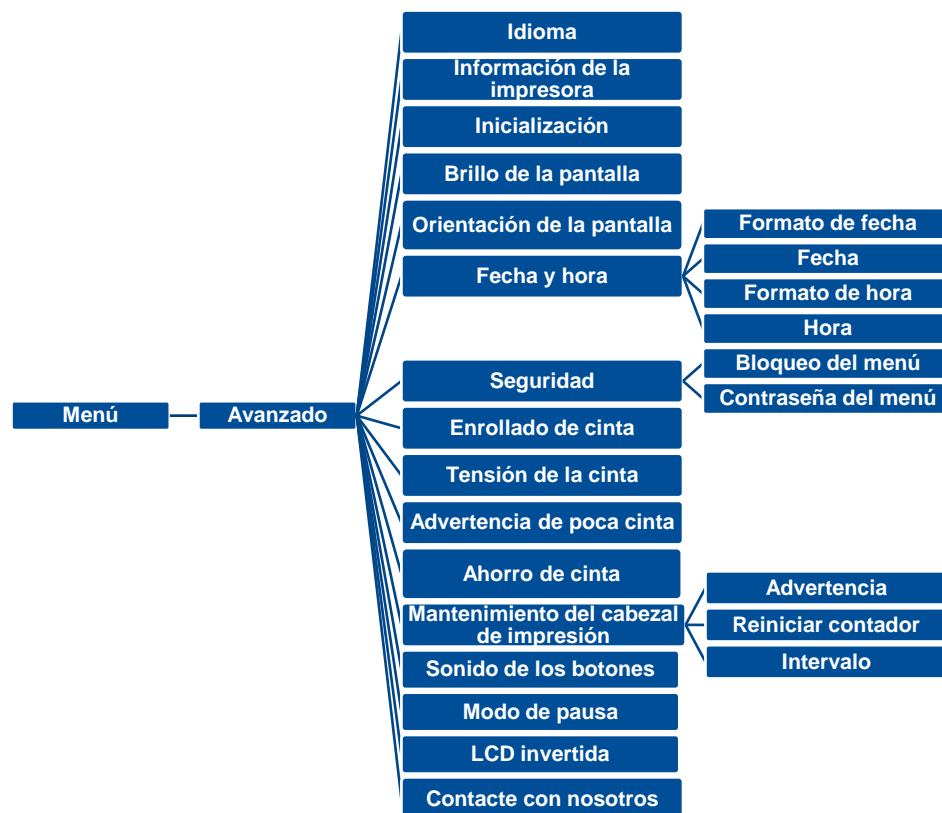 Idioma
Información de la
impresora
Inicialización
Brillo de la pantalla
Orientación de la pantalla
Fecha y hora
Formato de fecha
Fecha
Formato de hora
Hora
Seguridad
Bloqueo del menú
Contraseña del menú
Menú
Avanzado
Enrollado de cinta
Tensión de la cinta
Advertencia de poca cinta
Ahorro de cinta
Mantenimiento del cabezal
de impresión
Advertencia
Reiniciar contador
Intervalo
Sonido de los botones
Modo de pausa
LCD invertida
Contacte con nosotros